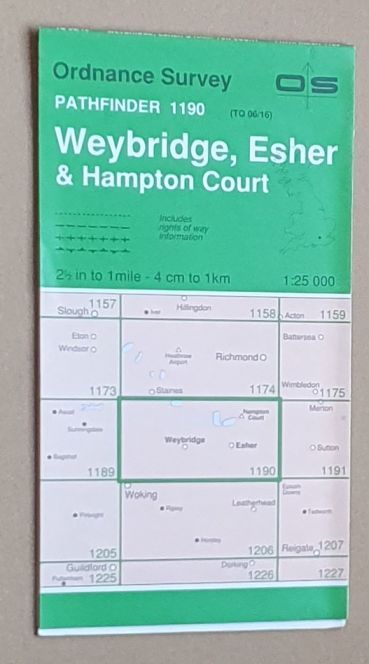 Ordnance Survey
OS
PATHFINDER 1190
(TQ 06/16)
Weybridge, Esher
& Hampton Court
Includes
rights of way
information
2½ in to 1mile - 4 cm to 1km
1:25 000
1157
Slough
Iver
Hillingdon
1158
Acton
1159
Eton
Windsor
Heathrow
Airport
Richmond
Battersea
1173
Staines
1174
Wimbledon
1175
Ascot
Sunningdale
Bagshot
1189
Hampton
Court
Weybridge
Esher
1190
Merton
Sutton
1191
Woking
Ripley
Leatherhead
Epsom
Downs
Tadworth
Pirbright
Horsley
1205
1206
Reigate
1207
Guildford
1225
Dorking
1226
1227